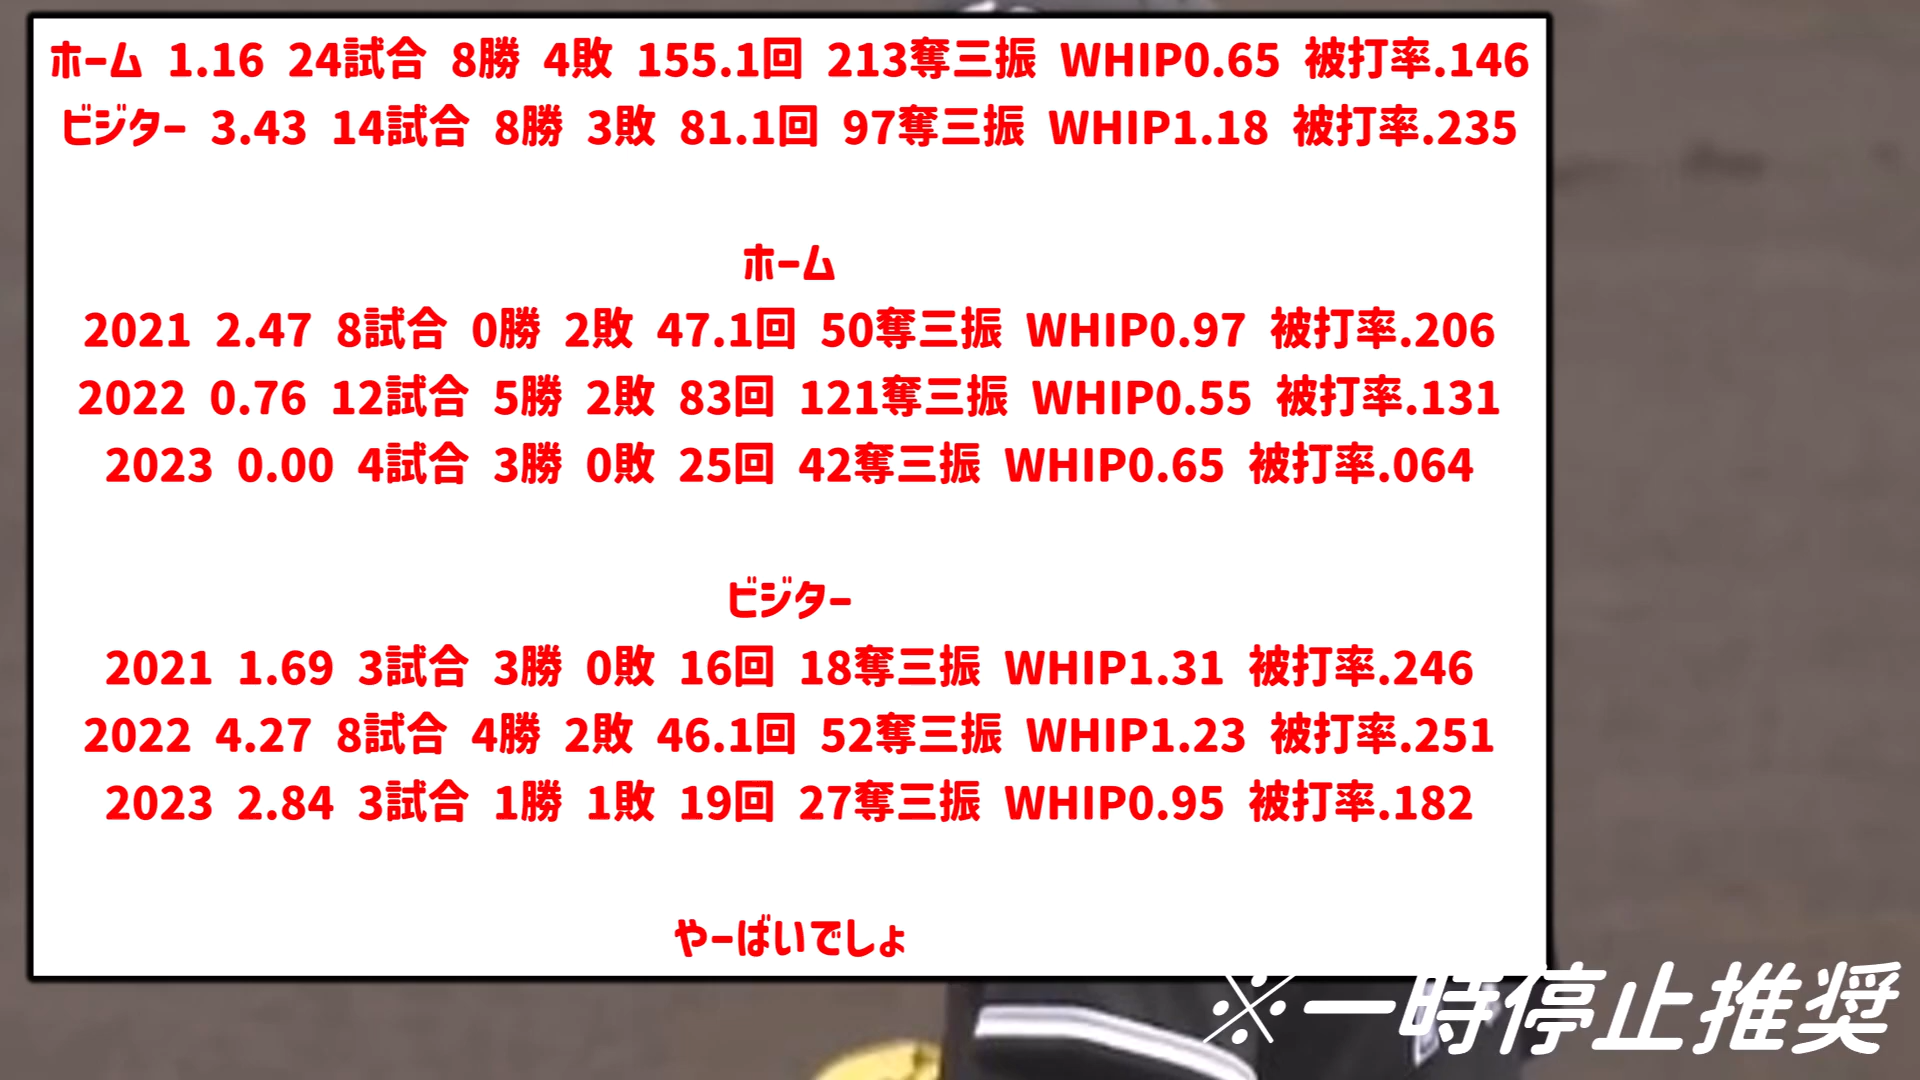 ホーム 1.16 24試合 8勝 4敗 155.1回 213奪三振 WHIP0.65 被打率.146
ビジター 3.43 14試合 8勝 3敗 81.1回 97奪三振 WHIP1.18 被打率.235
ホーム
2021 2.47 8試合 0勝 2敗 47.1回 50奪三振 WHIP0.97 被打率.206
2022 0.76 12試合 5勝 2敗 83回 121奪三振 WHIP0.55 被打率.131
2023 0.00 4試合 3勝 0敗 25回 42奪三振 WHIP0.65 被打率.064
ビジター
2021 1.69 3試合 3勝 0敗 16回 18奪三振 WHIP1.31 被打率.246
2022 4.27 8試合 4勝 2敗 46.1回 52奪三振 WHIP1.23 被打率.251
2023 2.84 3試合 1勝 1敗 19回 27奪三振 WHIP0.95 被打率.182
やーばいでしょ
※一時停止推奨